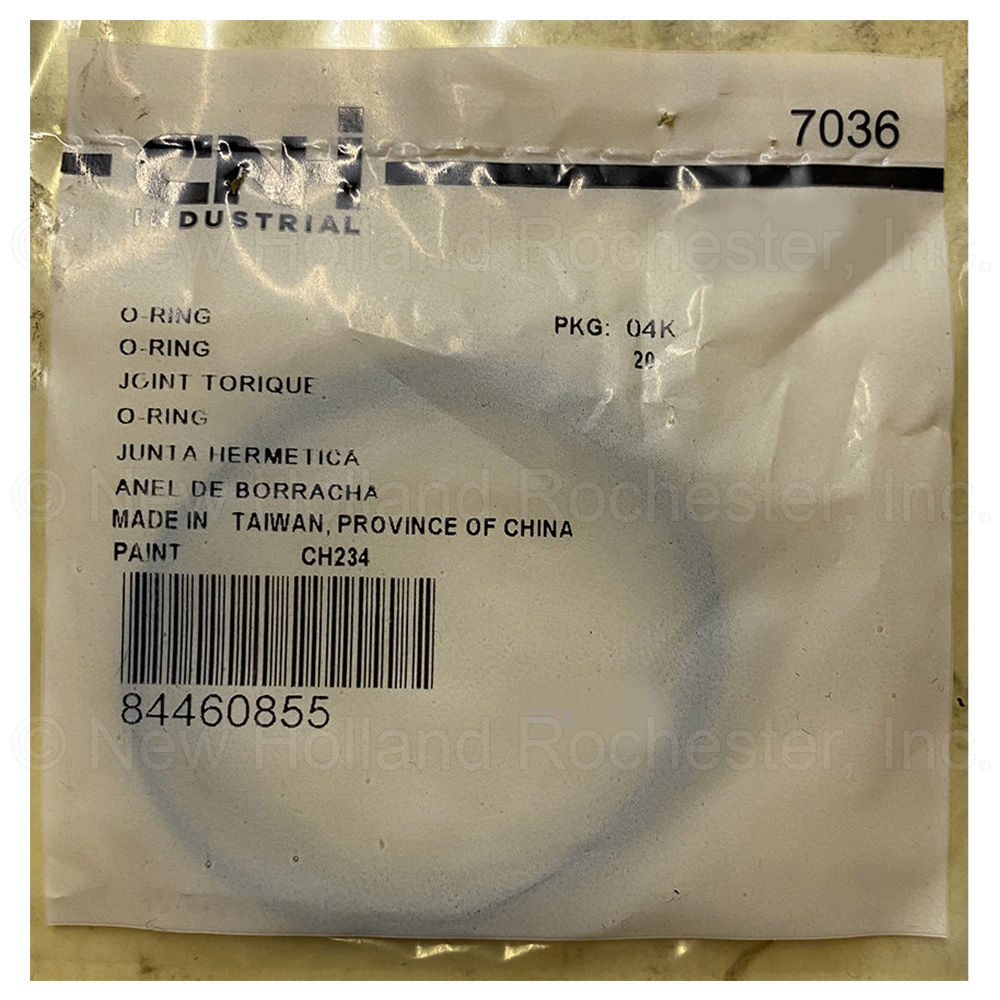 7036
CNH
INDUSTRIAL
© New Holland Rochester, Inc.
O-RING
PKG: 04K
O-RING
20
JOINT TORIQUE
O-RING
JUNTA HERMETICA
© New Holland Rochester, Inc.
ANEL DE BORRACHA
MADE IN TAIWAN, PROVINCE OF CHINA
PAINT CH234
84460855
© New Holland Rochester, Inc.